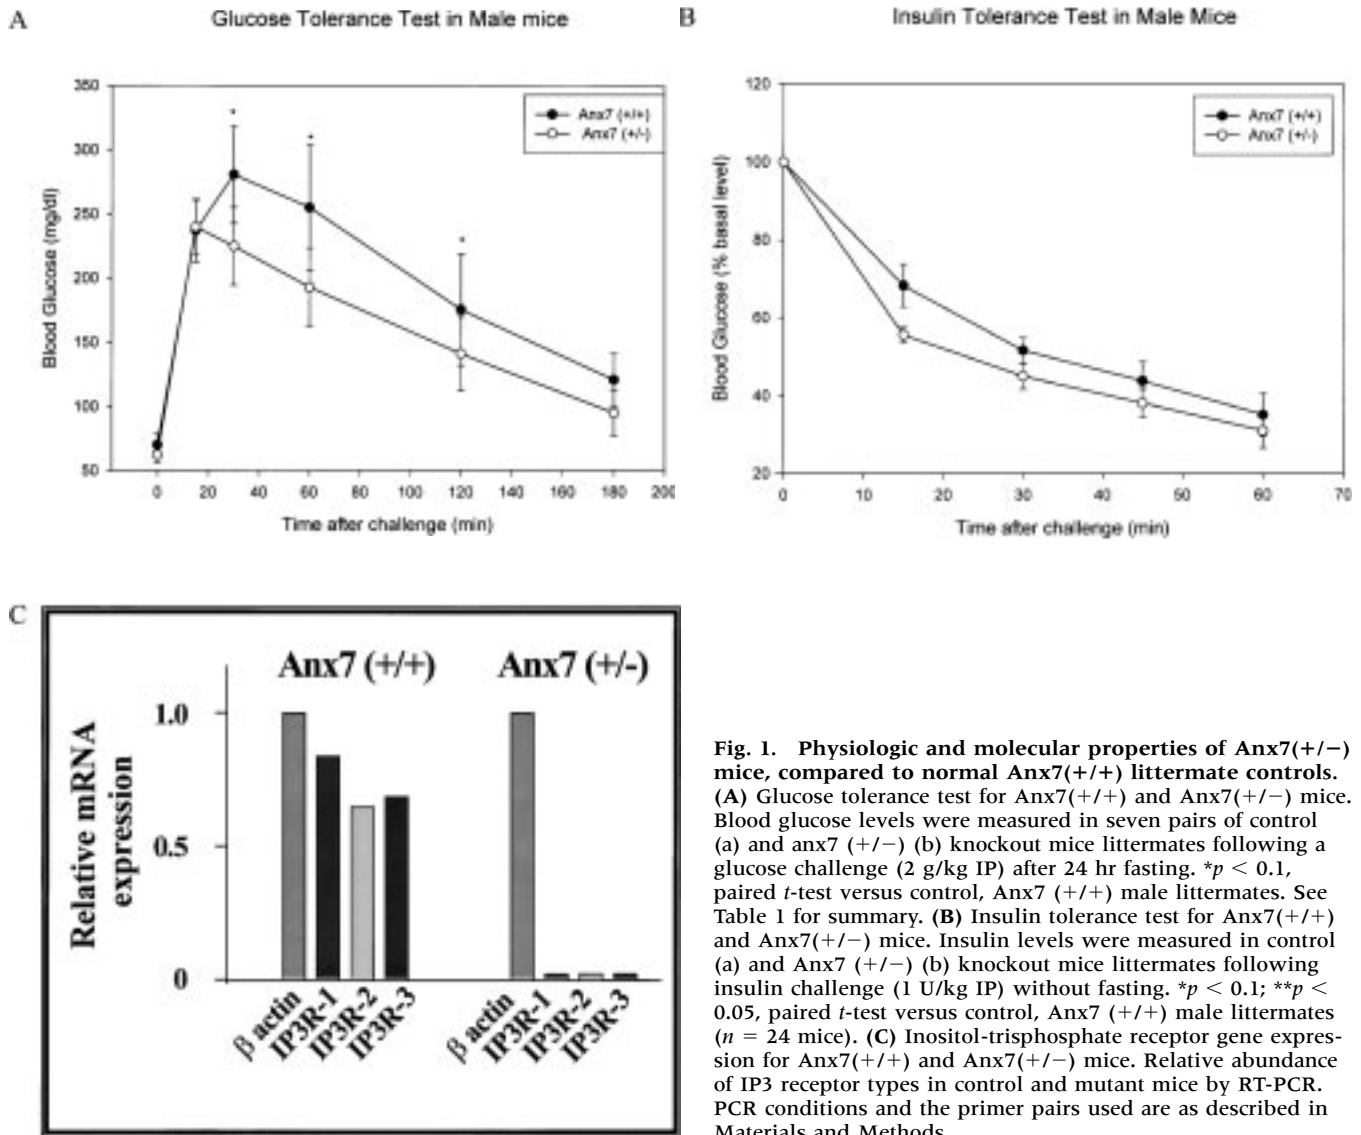 A
Glucose Tolerance Test in Male mice
350
300
250
200
150
100
50
Blood Glucose (mg/dl)
Anx7 (+/+)
Anx7 (+/-)
*
*
*
0 20 40 60 80 100 120 140 160 180 200
Time after challenge (min)
B
Insulin Tolerance Test in Male Mice
120
100
80
60
40
20
Blood Glucose (% basal level)
Anx7 (+/+)
Anx7 (+/-)
0 10 20 30 40 50 60 70
Time after challenge (min)
C
Anx7 (+/+) Anx7 (+/-)
Relative mRNA
expression
1.0
0.5
0
β actin IP3R-1 IP3R-2 IP3R-3 β actin IP3R-1 IP3R-2 IP3R-3
Fig. 1. Physiologic and molecular properties of Anx7(+/−)
mice, compared to normal Anx7(+/+) littermate controls.
(A) Glucose tolerance test for Anx7(+/+) and Anx7(+/−) mice.
Blood glucose levels were measured in seven pairs of control
(a) and anx7 (+/−) (b) knockout mice littermates following a
glucose challenge (2 g/kg IP) after 24 hr fasting. *p < 0.1,
paired t-test versus control, Anx7 (+/+) male littermates. See
Table 1 for summary. (B) Insulin tolerance test for Anx7(+/+)
and Anx7(+/−) mice. Insulin levels were measured in control
(a) and Anx7 (+/−) (b) knockout mice littermates following
insulin challenge (1 U/kg IP) without fasting. *p < 0.1; **p <
0.05, paired t-test versus control, Anx7 (+/+) male littermates
(n = 24 mice). (C) Inositol-trisphosphate receptor gene expres-
sion for Anx7(+/+) and Anx7(+/−) mice. Relative abundance
of IP3 receptor types in control and mutant mice by RT-PCR.
PCR conditions and the primer pairs used are as described in
Materials and Methods.